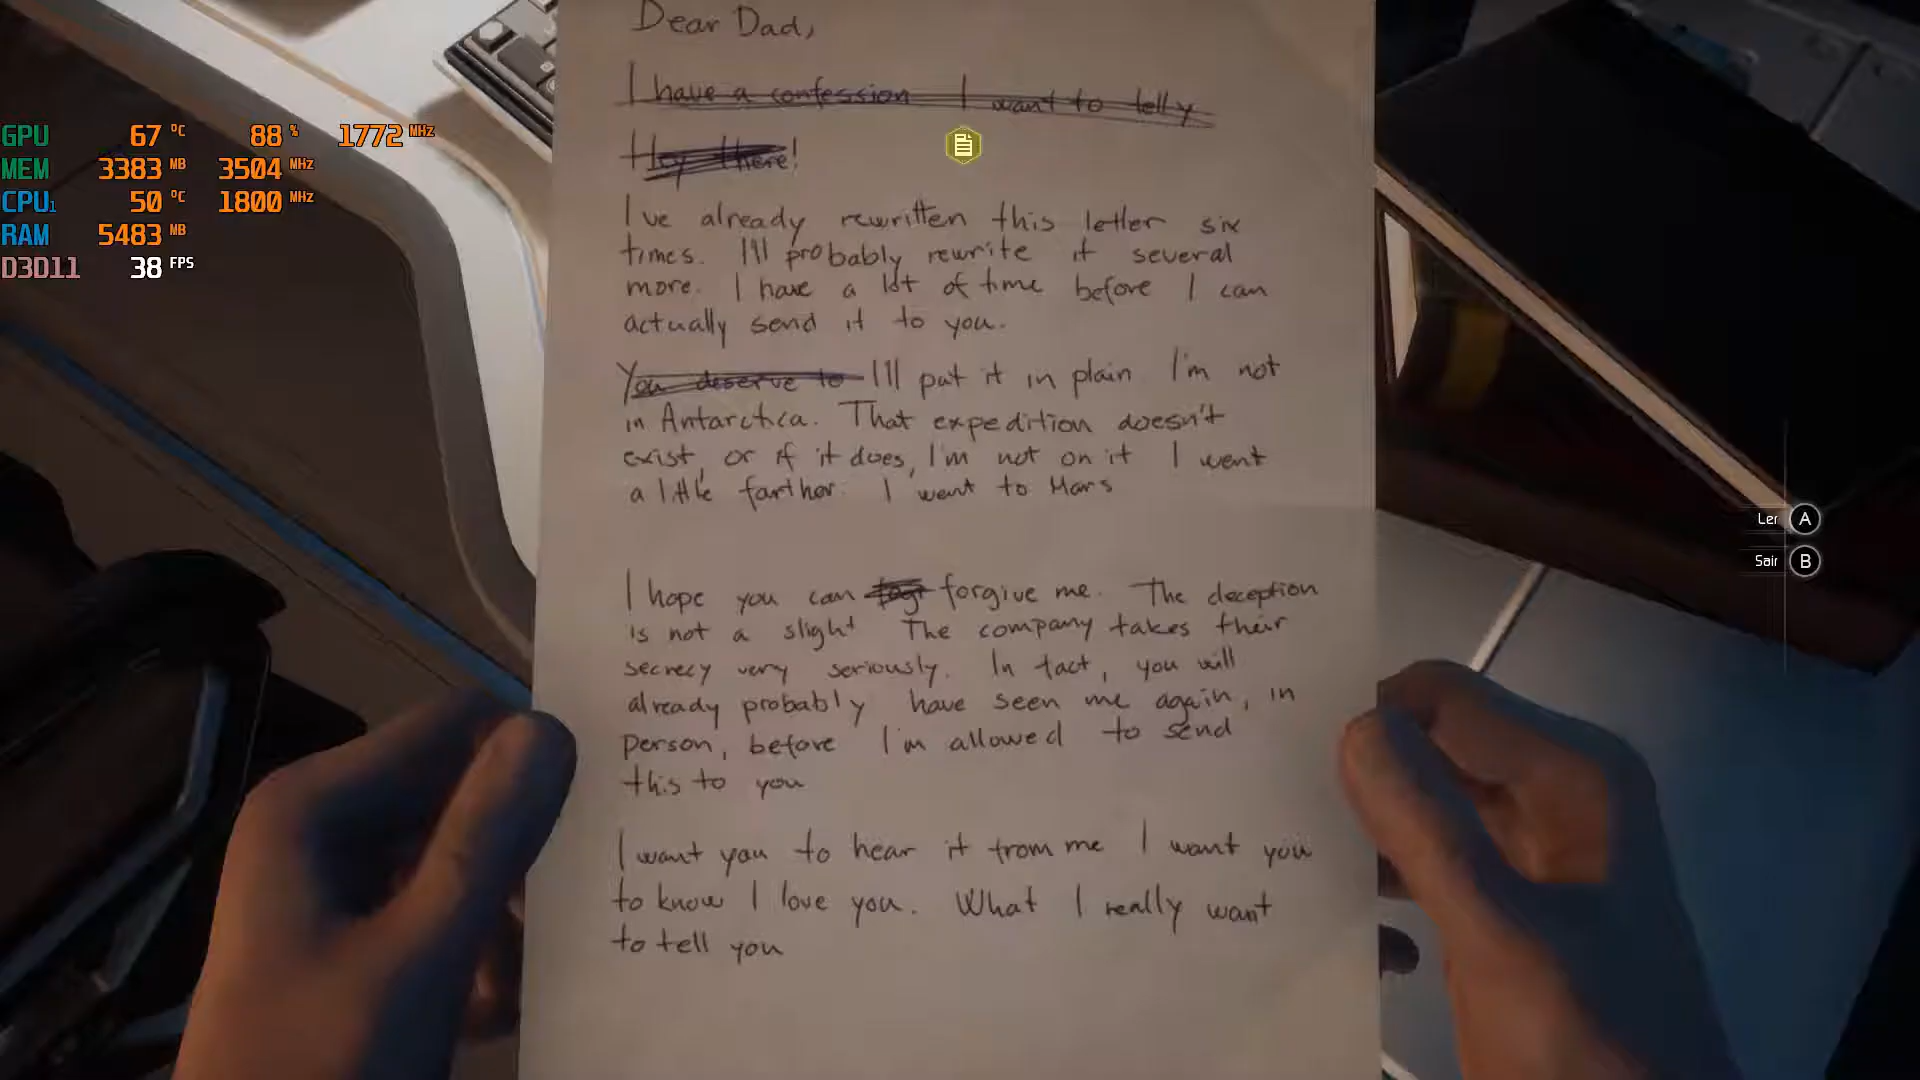 Dear Dad,
I have a confession I want to telly
Hey there!
I've already rewritten this letter six
times. I'll probably rewrite it several
more. I have a lot of time before I can
actually send it to you.
You deserve to I'll put it in plain I'm not
in Antarctica. That expedition doesn't
exist, or if it does, I'm not on it I went
a little farther. I went to Mars
I hope you can forgive me. The deception
is not a slight The company takes their
secrecy very seriously. In fact, you will
already probably have seen me again, in
person, before I'm allowed to send
this to you
I want you to hear it from me I want you
to know I love you. What I really want
to tell you
GPU 67 °C 88 % 1772 MHz
MEM 3383 MB 3504 MHz
CPU1 50 °C 1800 MHz
RAM 5483 MB
D3D11 38 FPS
Ler A
Sair B